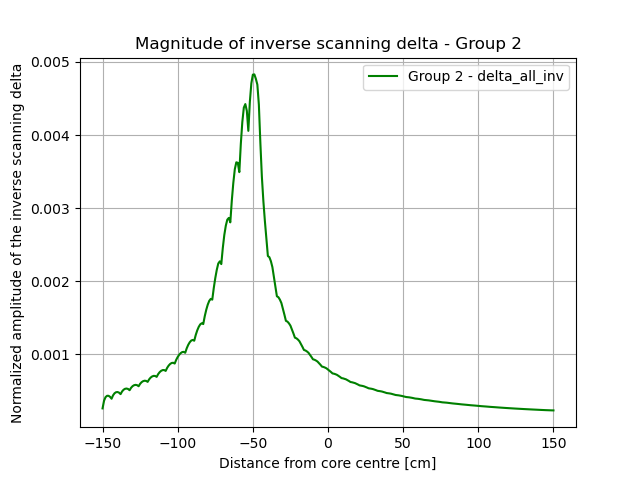 Magnitude of inverse scanning delta - Group 2
Group 2 - delta_all_inv
Normalized amplitude of the inverse scanning delta
0.005
0.004
0.003
0.002
0.001
−150 −100 −50 0 50 100 150
Distance from core centre [cm]